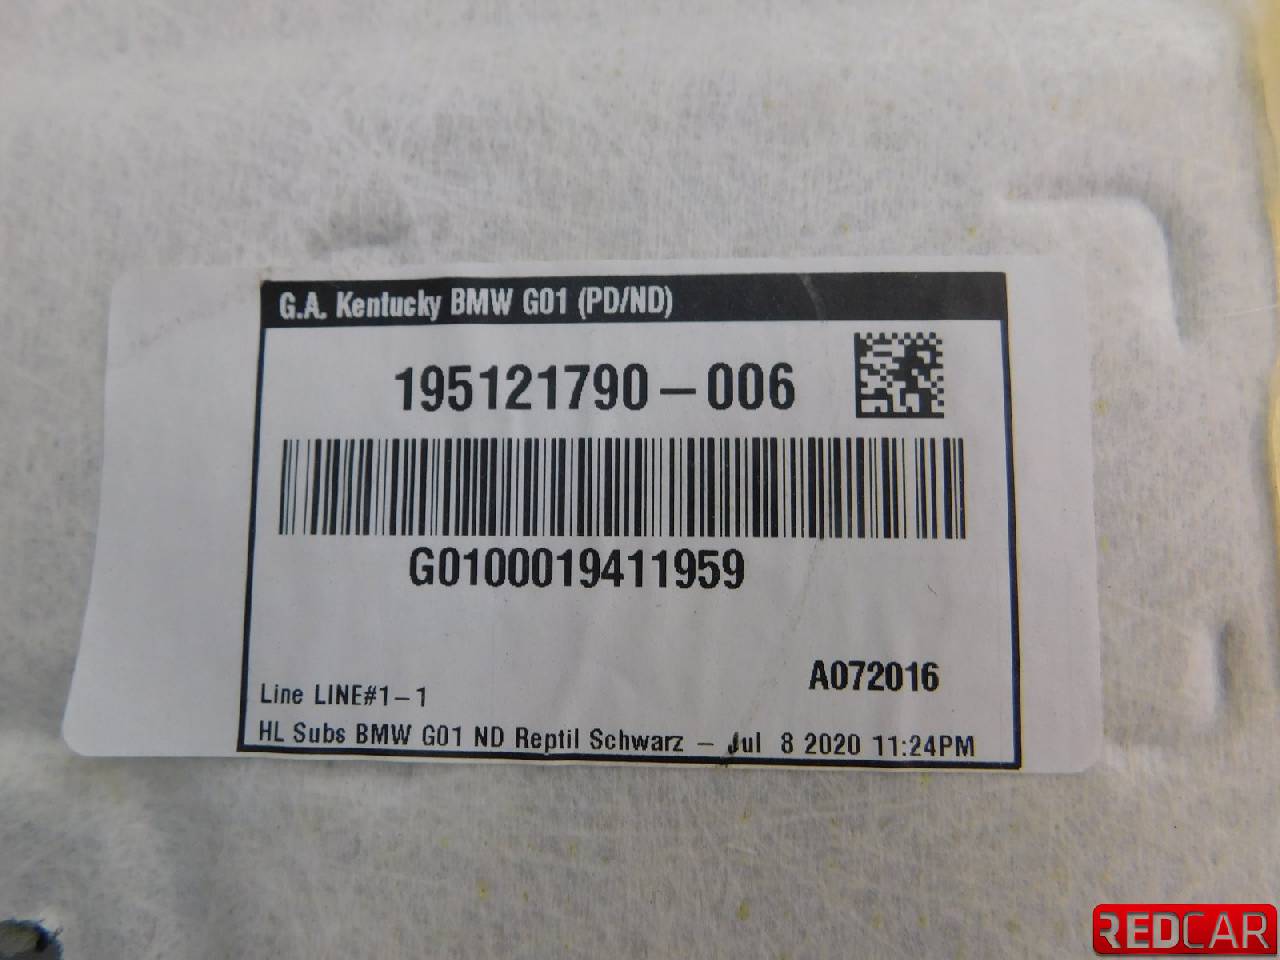 G.A. Kentucky BMW G01 (PD/ND)
195121790-006
G0100019411959
A072016
Line LINE#1-1
HL Subs BMW G01 ND Reptil Schwarz - Jul 8 2020 11:24PM
REDCAR